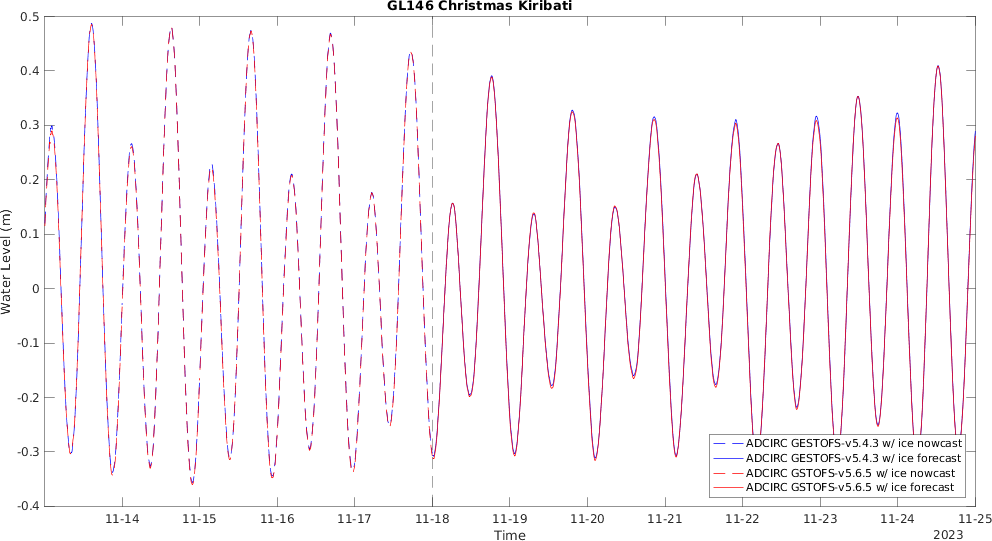 GL146 Christmas Kiribati
0.5
0.4
0.3
0.2
0.1
0
-0.1
-0.2
-0.3
-0.4
Water Level (m)
ADCIRC GESTOFS-v5.4.3 w/ ice nowcast
ADCIRC GESTOFS-v5.4.3 w/ ice forecast
ADCIRC GSTOFS-v5.6.5 w/ ice nowcast
ADCIRC GSTOFS-v5.6.5 w/ ice forecast
11-14 11-15 11-16 11-17 11-18 11-19 11-20 11-21 11-22 11-23 11-24 11-25
Time
2023